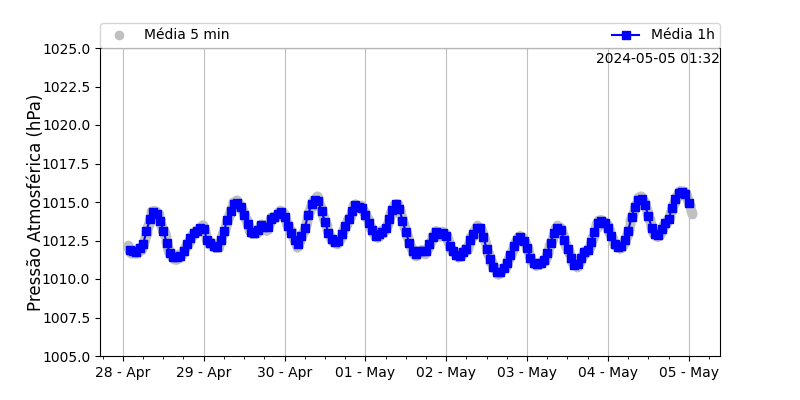 Média 5 min
Média 1h
2024-05-05 01:32
Pressão Atmosférica (hPa)
1025.0
1022.5
1020.0
1017.5
1015.0
1012.5
1010.0
1007.5
1005.0
28 - Apr 29 - Apr 30 - Apr 01 - May 02 - May 03 - May 04 - May 05 - May